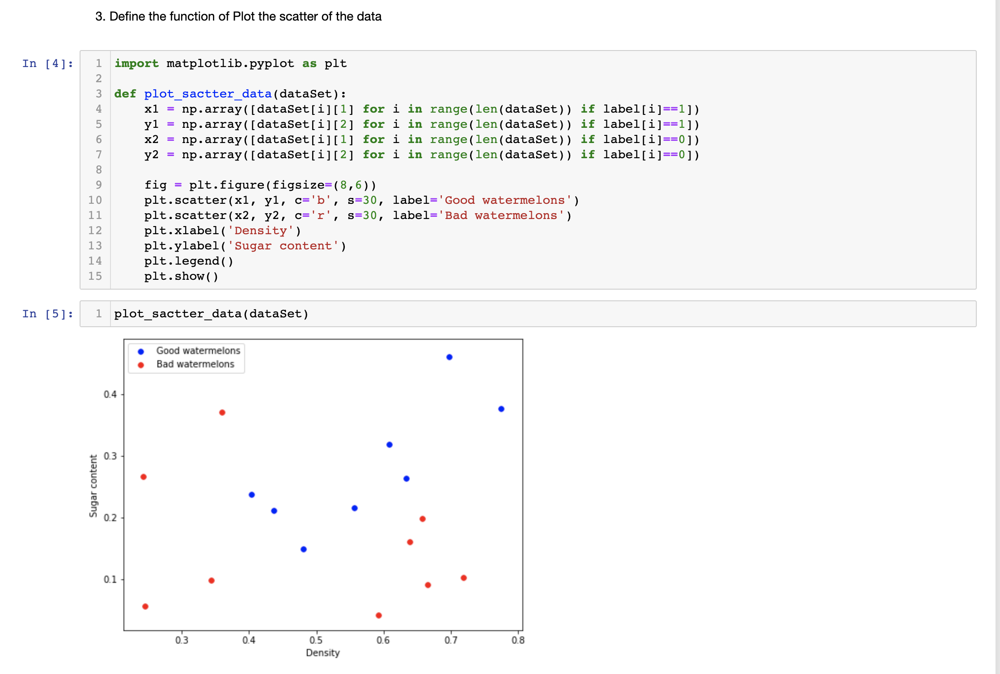 3. Define the function of Plot the scatter of the data
In [4]:
1 import matplotlib.pyplot as plt
2
3 def plot_sactter_data(dataSet):
4     x1 = np.array([dataSet[i][1] for i in range(len(dataSet)) if label[i]==1])
5     y1 = np.array([dataSet[i][2] for i in range(len(dataSet)) if label[i]==1])
6     x2 = np.array([dataSet[i][1] for i in range(len(dataSet)) if label[i]==0])
7     y2 = np.array([dataSet[i][2] for i in range(len(dataSet)) if label[i]==0])
8
9     fig = plt.figure(figsize=(8,6))
10     plt.scatter(x1, y1, c='b', s=30, label='Good watermelons')
11     plt.scatter(x2, y2, c='r', s=30, label='Bad watermelons')
12     plt.xlabel('Density')
13     plt.ylabel('Sugar content')
14     plt.legend()
15     plt.show()
In [5]:
1 plot_sactter_data(dataSet)
Good watermelons
Bad watermelons
0.4
0.3
0.2
0.1
Sugar content
0.3 0.4 0.5 0.6 0.7 0.8
Density